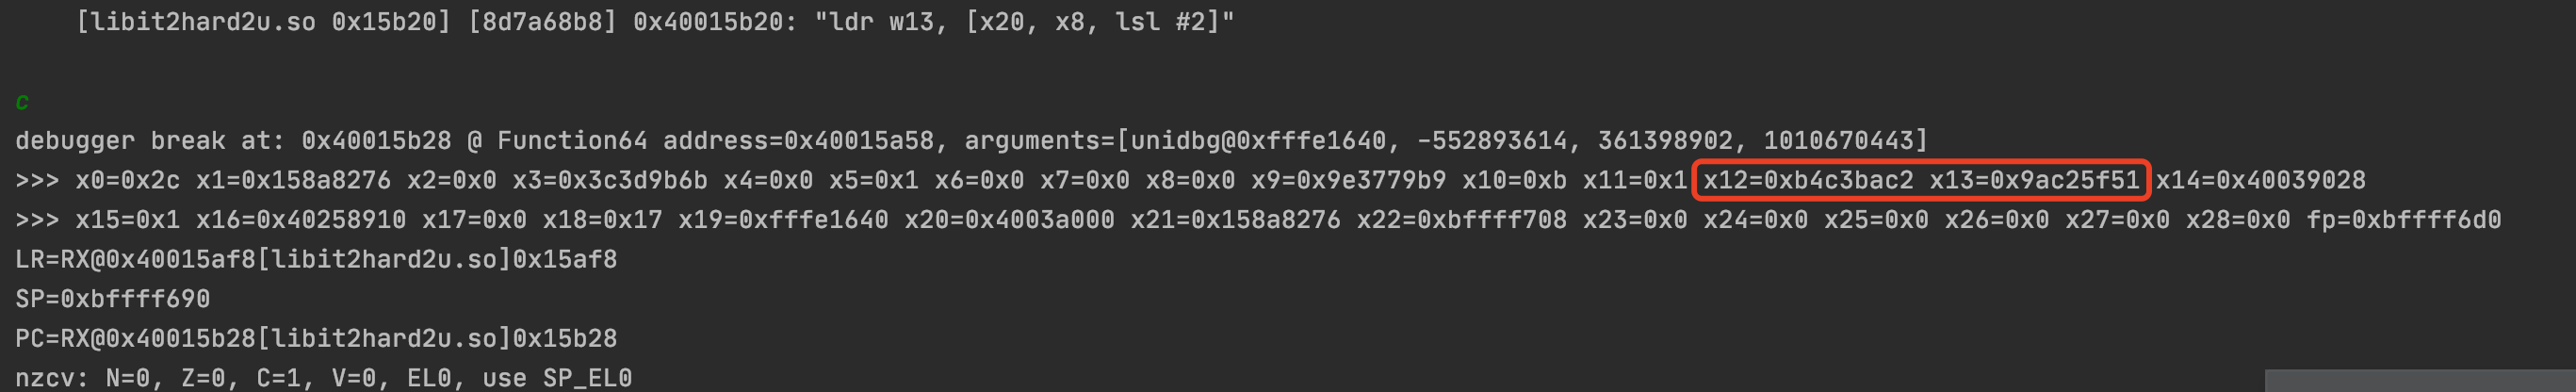 [libit2hard2u.so 0x15b20] [8d7a68b8] 0x40015b20: "ldr w13, [x20, x8, lsl #2]"
c
debugger break at: 0x40015b28 @ Function64 address=0x40015a58, arguments=[unidbg@0xfffe1640, -552893614, 361398902, 1010670443]
>>> x0=0x2c x1=0x158a8276 x2=0x0 x3=0x3c3d9b6b x4=0x0 x5=0x1 x6=0x0 x7=0x0 x8=0x0 x9=0x9e3779b9 x10=0xb x11=0x1 x12=0xb4c3bac2 x13=0x9ac25f51 x14=0x40039028
>>> x15=0x1 x16=0x40258910 x17=0x0 x18=0x17 x19=0xfffe1640 x20=0x4003a000 x21=0x158a8276 x22=0xbffff708 x23=0x0 x24=0x0 x25=0x0 x26=0x0 x27=0x0 x28=0x0 fp=0xbffff6d0
LR=RX@0x40015af8[libit2hard2u.so]0x15af8
SP=0xbffff690
PC=RX@0x40015b28[libit2hard2u.so]0x15b28
nzcv: N=0, Z=0, C=1, V=0, EL0, use SP_EL0